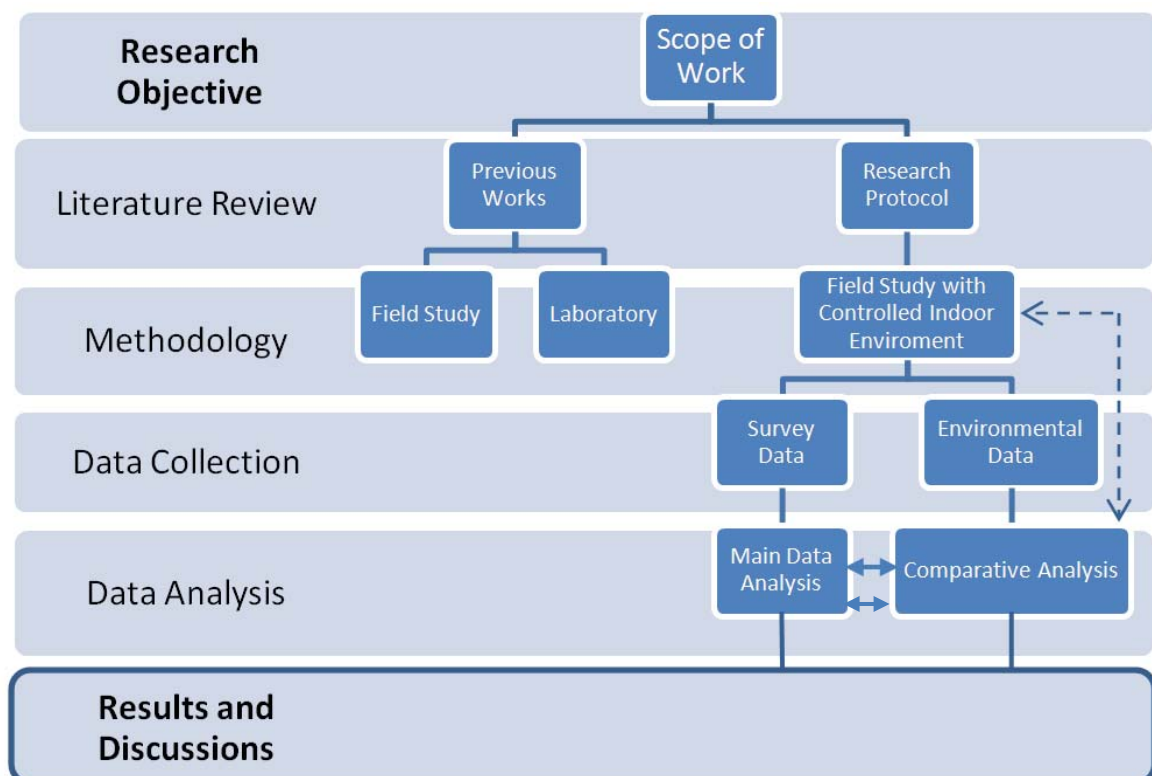 Research
Objective
Scope of
Work
Literature Review
Previous
Works
Research
Protocol
Methodology
Field Study
Laboratory
Field Study with
Controlled Indoor
Enviroment
Data Collection
Survey
Data
Environmental
Data
Data Analysis
Main Data
Analysis
Comparative Analysis
Results and
Discussions